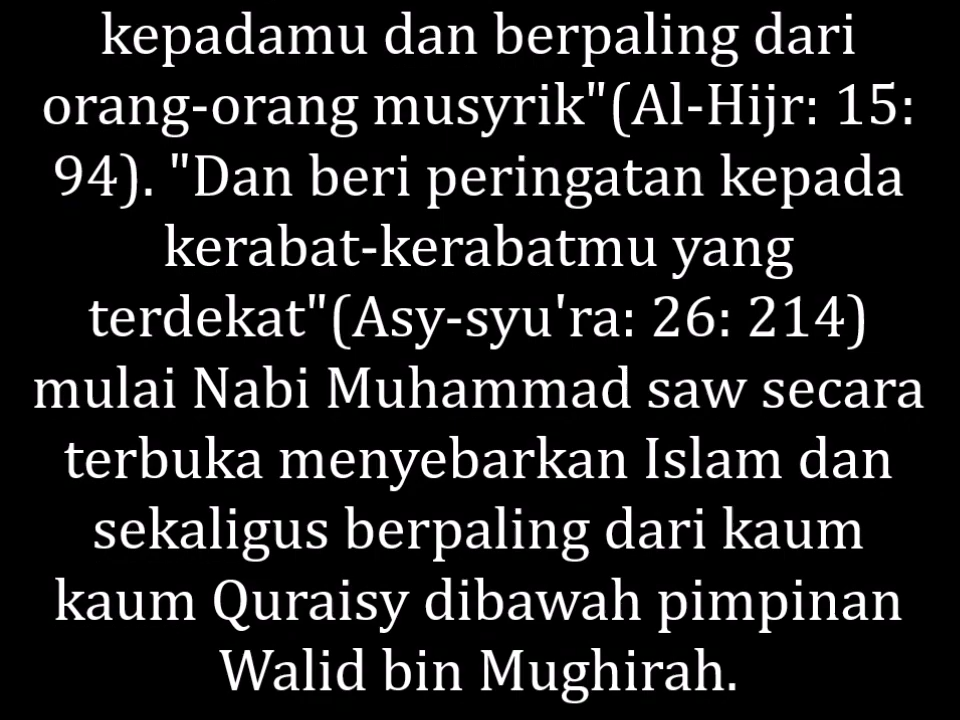 kepadamu dan berpaling dari
orang-orang musyrik"(Al-Hijr: 15:
94). "Dan beri peringatan kepada
kerabat-kerabatmu yang
terdekat"(Asy-syu'ra: 26: 214)
mulai Nabi Muhammad saw secara
terbuka menyebarkan Islam dan
sekaligus berpaling dari kaum
kaum Quraisy dibawah pimpinan
Walid bin Mughirah.